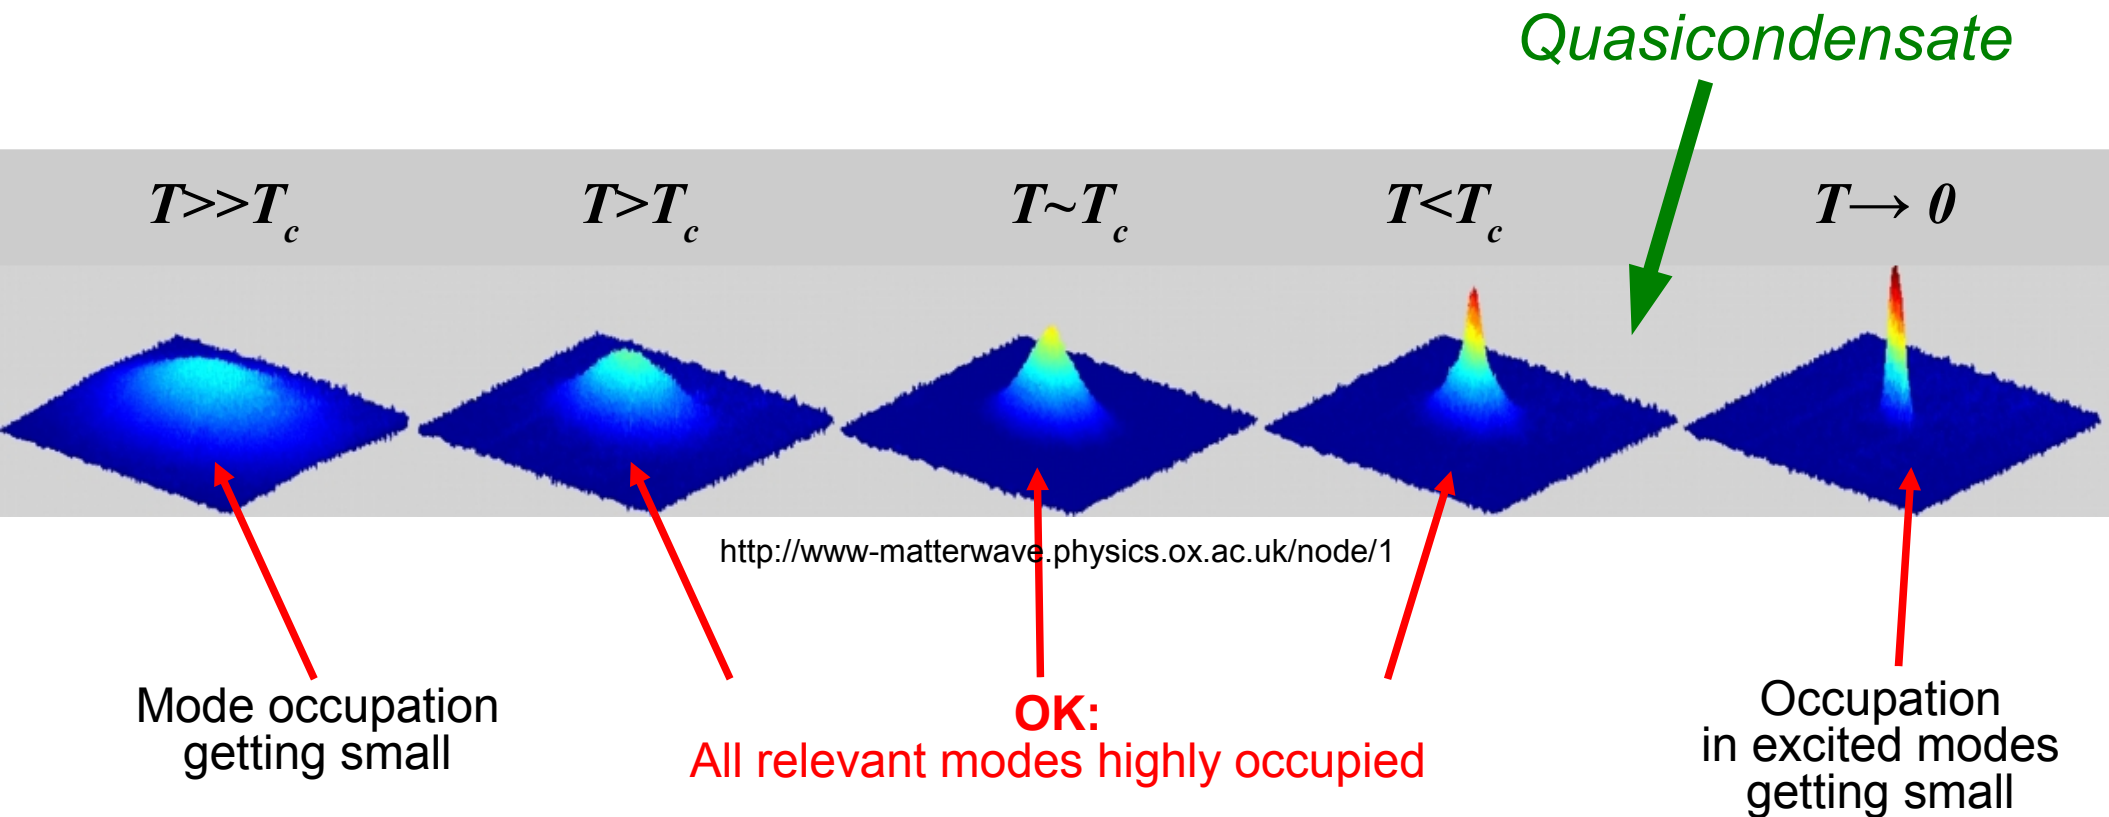 Quasicondensate
T>>Tc
T>Tc
T~Tc
T<Tc
T→ 0
http://www-matterwave.physics.ox.ac.uk/node/1
Mode occupation
getting small
OK:
All relevant modes highly occupied
Occupation
in excited modes
getting small